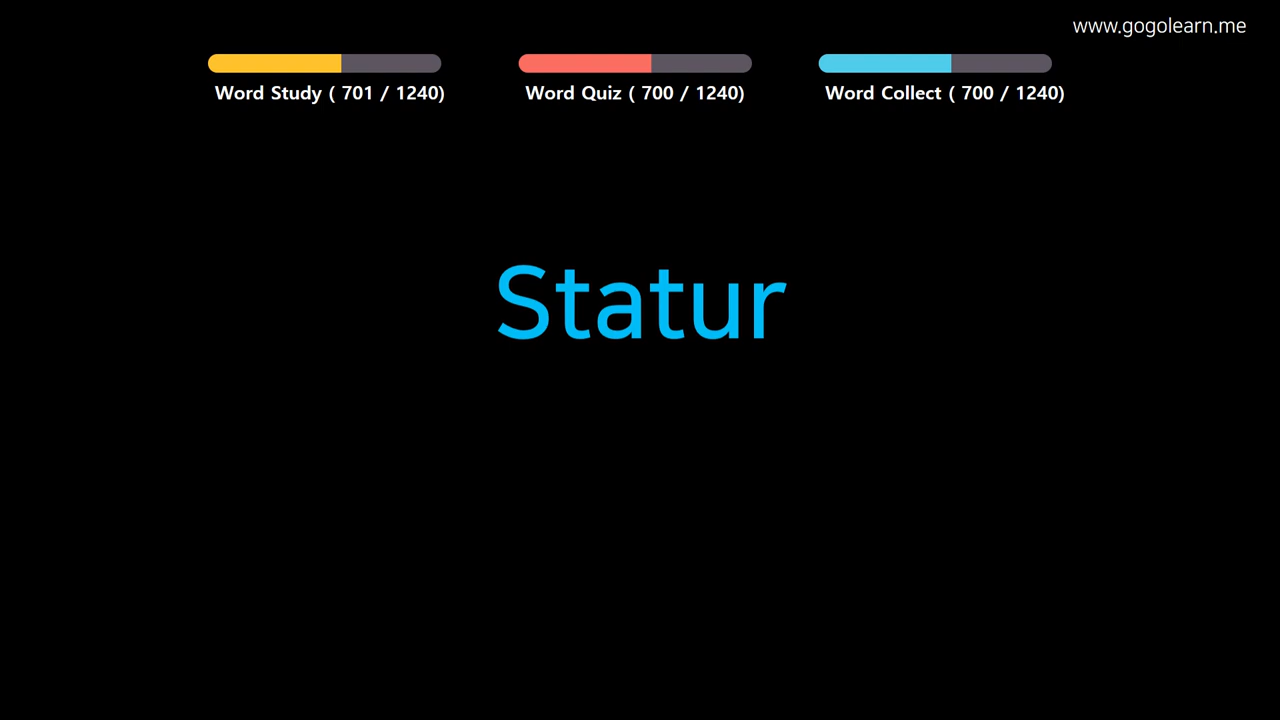 www.gogolearn.me
Word Study ( 701 / 1240)
Word Quiz ( 700 / 1240)
Word Collect ( 700 / 1240)
Statur